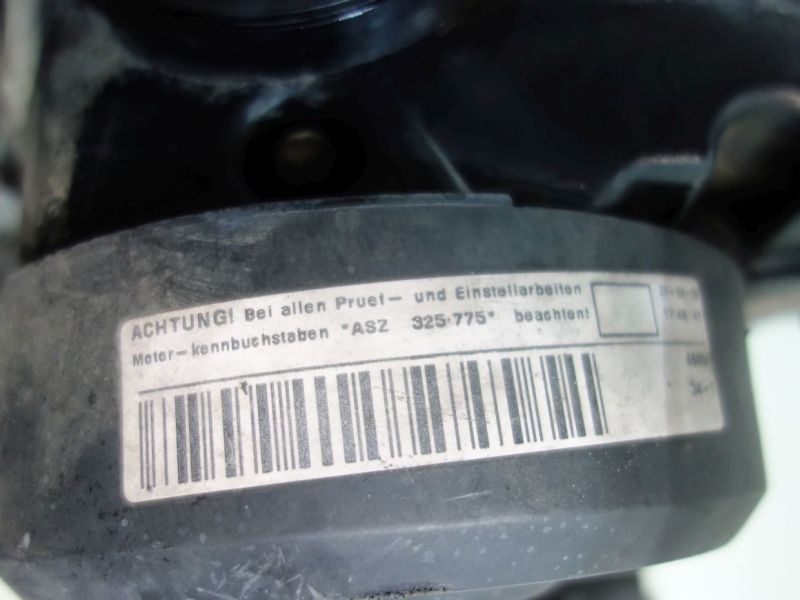 ACHTUNG! Bei allen Pruef- und Einstellarbeiten
Motor-kennbuchstaben *ASZ 325·775* beachten!